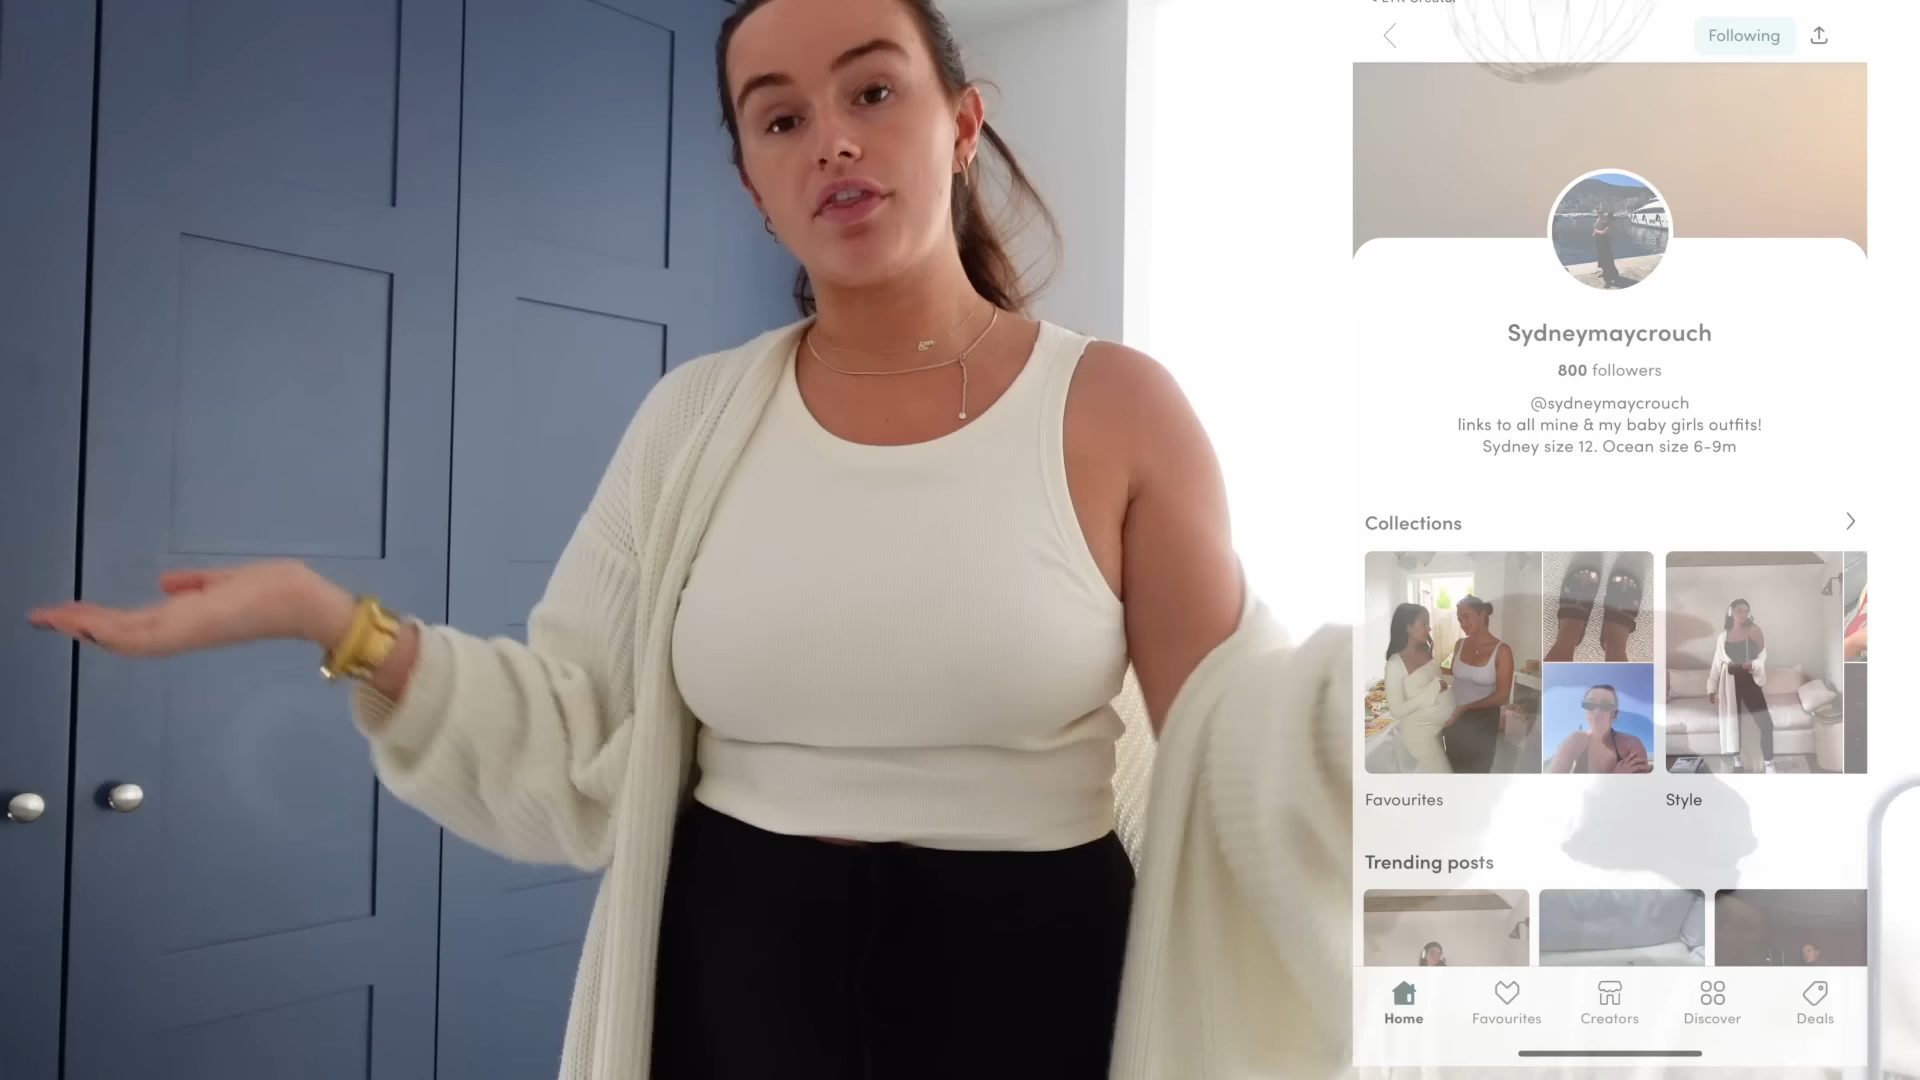 Following
Sydneymaycrouch
800 followers
@sydneymaycrouch
links to all mine & my baby girls outfits!
Sydney size 12. Ocean size 6-9m
Collections
Favourites
Style
Trending posts
Home
Favourites
Creators
Discover
Deals